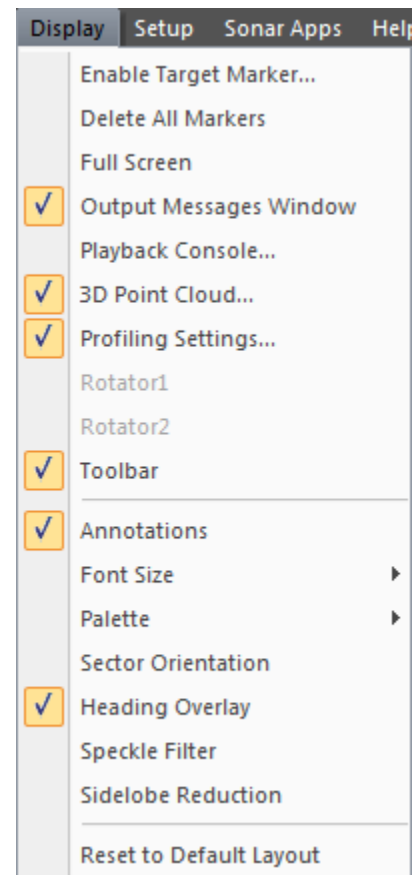 Display Setup Sonar Apps Help
Enable Target Marker...
Delete All Markers
Full Screen
Output Messages Window
Playback Console...
3D Point Cloud...
Profiling Settings...
Rotator1
Rotator2
Toolbar
Annotations
Font Size
Palette
Sector Orientation
Heading Overlay
Speckle Filter
Sidelobe Reduction
Reset to Default Layout